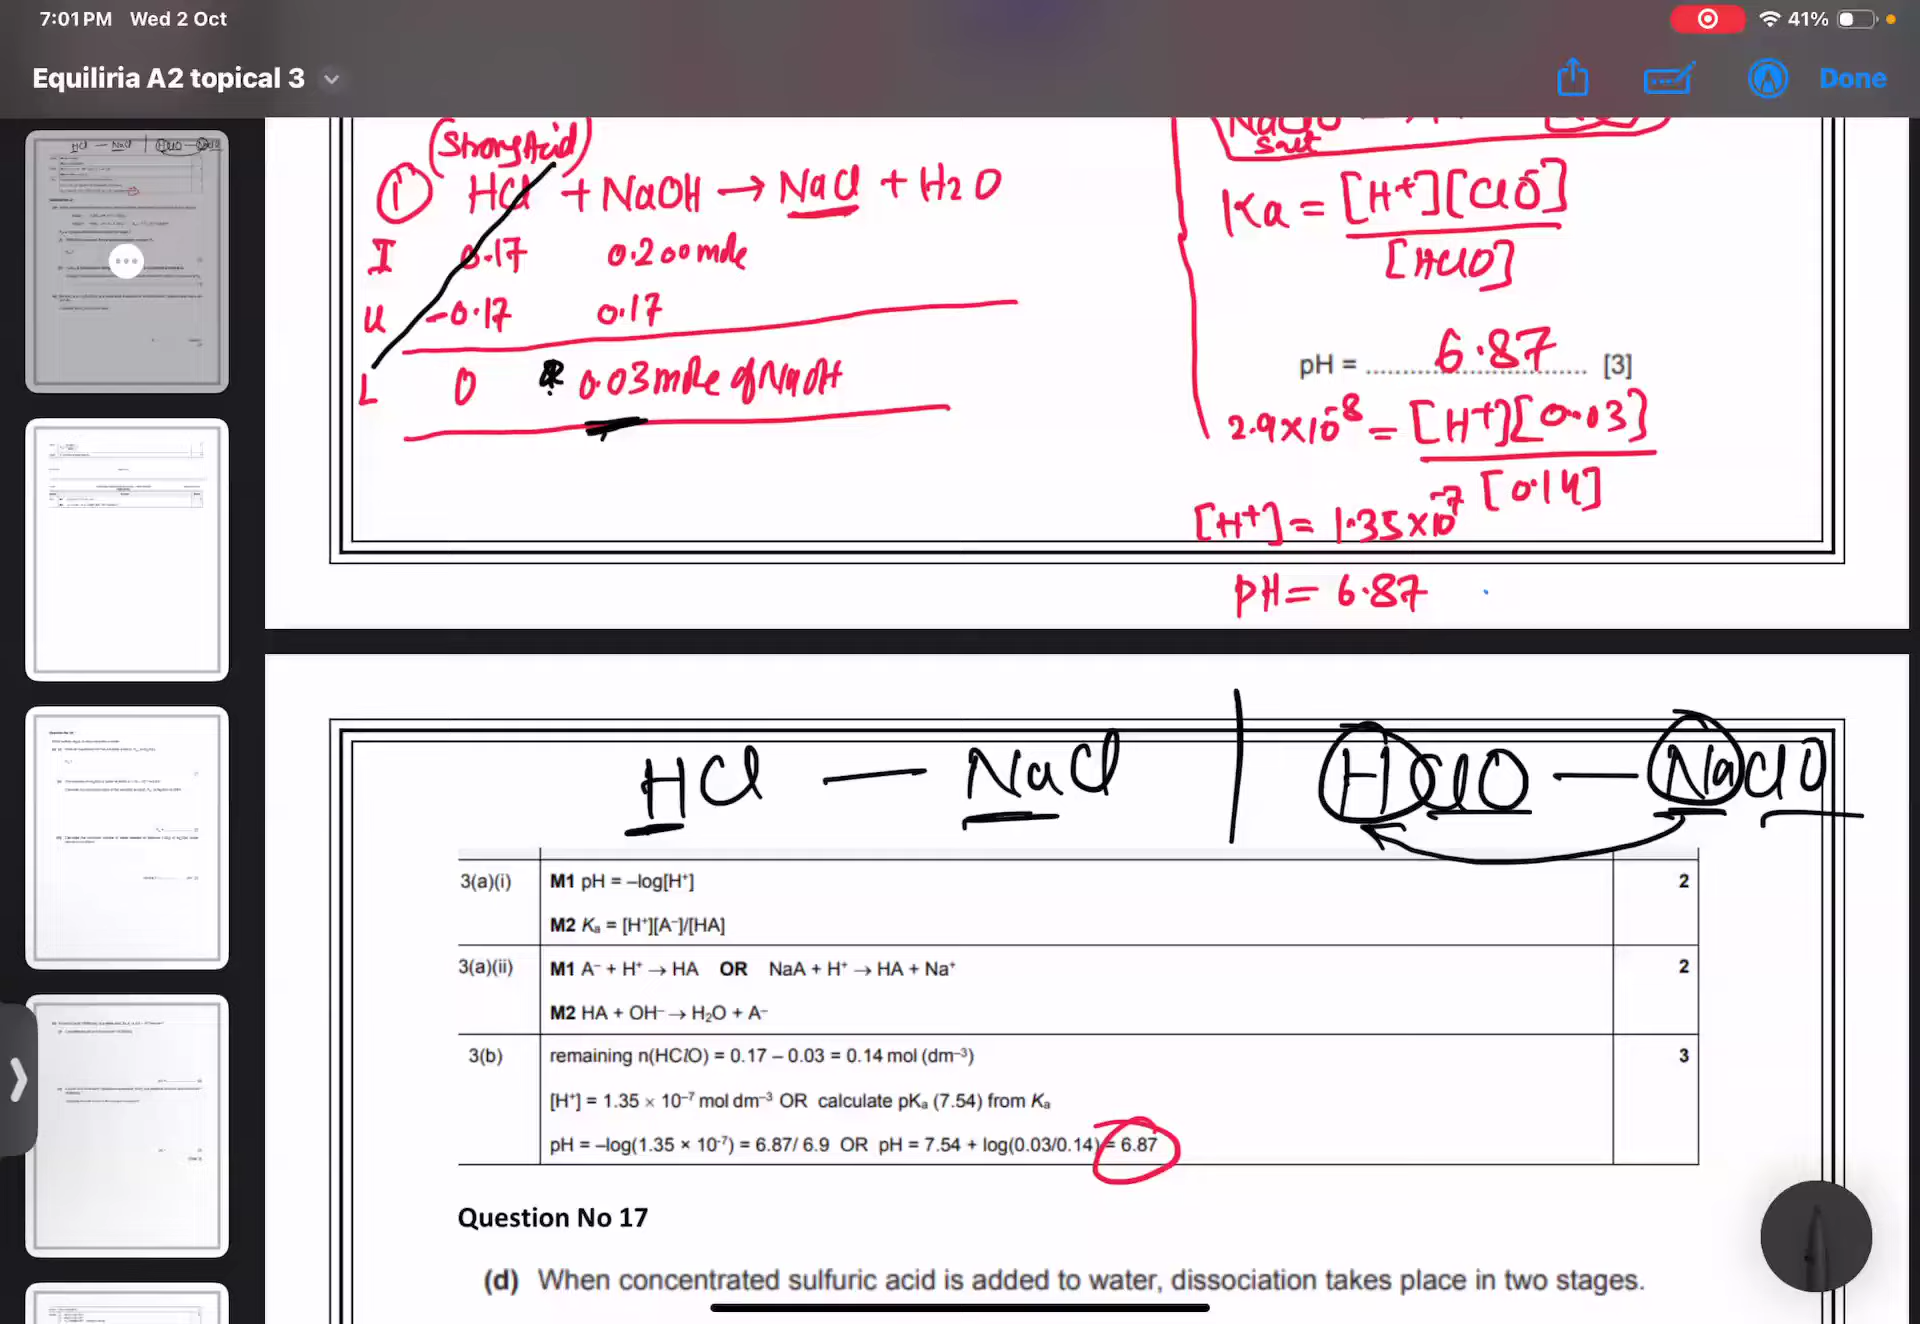 7:01 PM Wed 2 Oct
41%
Equiliria A2 topical 3
Done
(Strong Acid)
① HCl + NaOH → NaCl + H2O
I 0.17 0.200 mole
U -0.17 0.17
L 0 0.03 mole of NaOH
NaClO
salt
Ka = [H+][ClO-]
[HClO]
pH = 6.87 [3]
2.9×10-8 = [H+][0.03]
[0.14]
[H+] = 1.35×10-7
pH = 6.87
HCl — NaCl | HClO — NaClO
3(a)(i) M1 pH = –log[H⁺] 2
M2 Kₐ = [H⁺][A⁻]/[HA]
3(a)(ii) M1 A⁻ + H⁺ → HA OR NaA + H⁺ → HA + Na⁺ 2
M2 HA + OH⁻ → H₂O + A⁻
3(b) remaining n(HClO) = 0.17 – 0.03 = 0.14 mol (dm⁻³) 3
[H⁺] = 1.35 × 10⁻⁷ mol dm⁻³ OR calculate pKₐ (7.54) from Kₐ
pH = –log(1.35 × 10⁻⁷) = 6.87/ 6.9 OR pH = 7.54 + log(0.03/0.14) = 6.87
Question No 17
(d) When concentrated sulfuric acid is added to water, dissociation takes place in two stages.